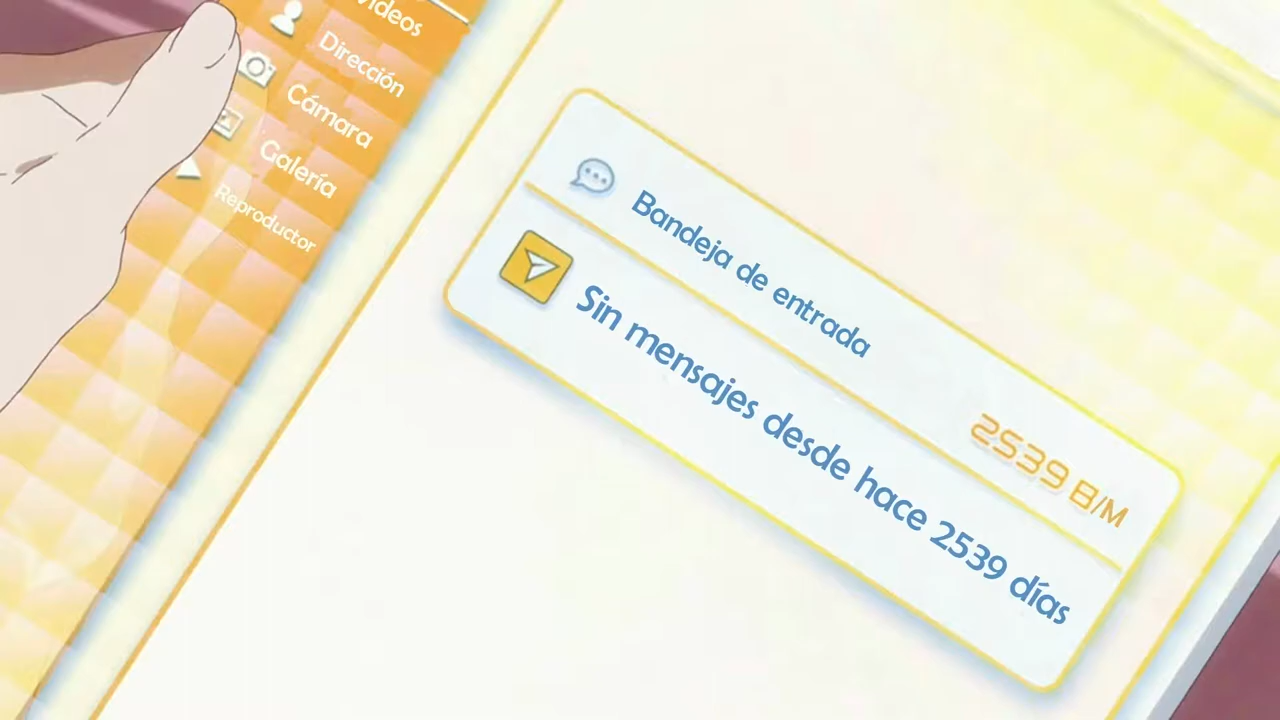 Videos
Dirección
Cámara
Galería
Reproductor
Bandeja de entrada
2539 B/M
Sin mensajes desde hace 2539 días